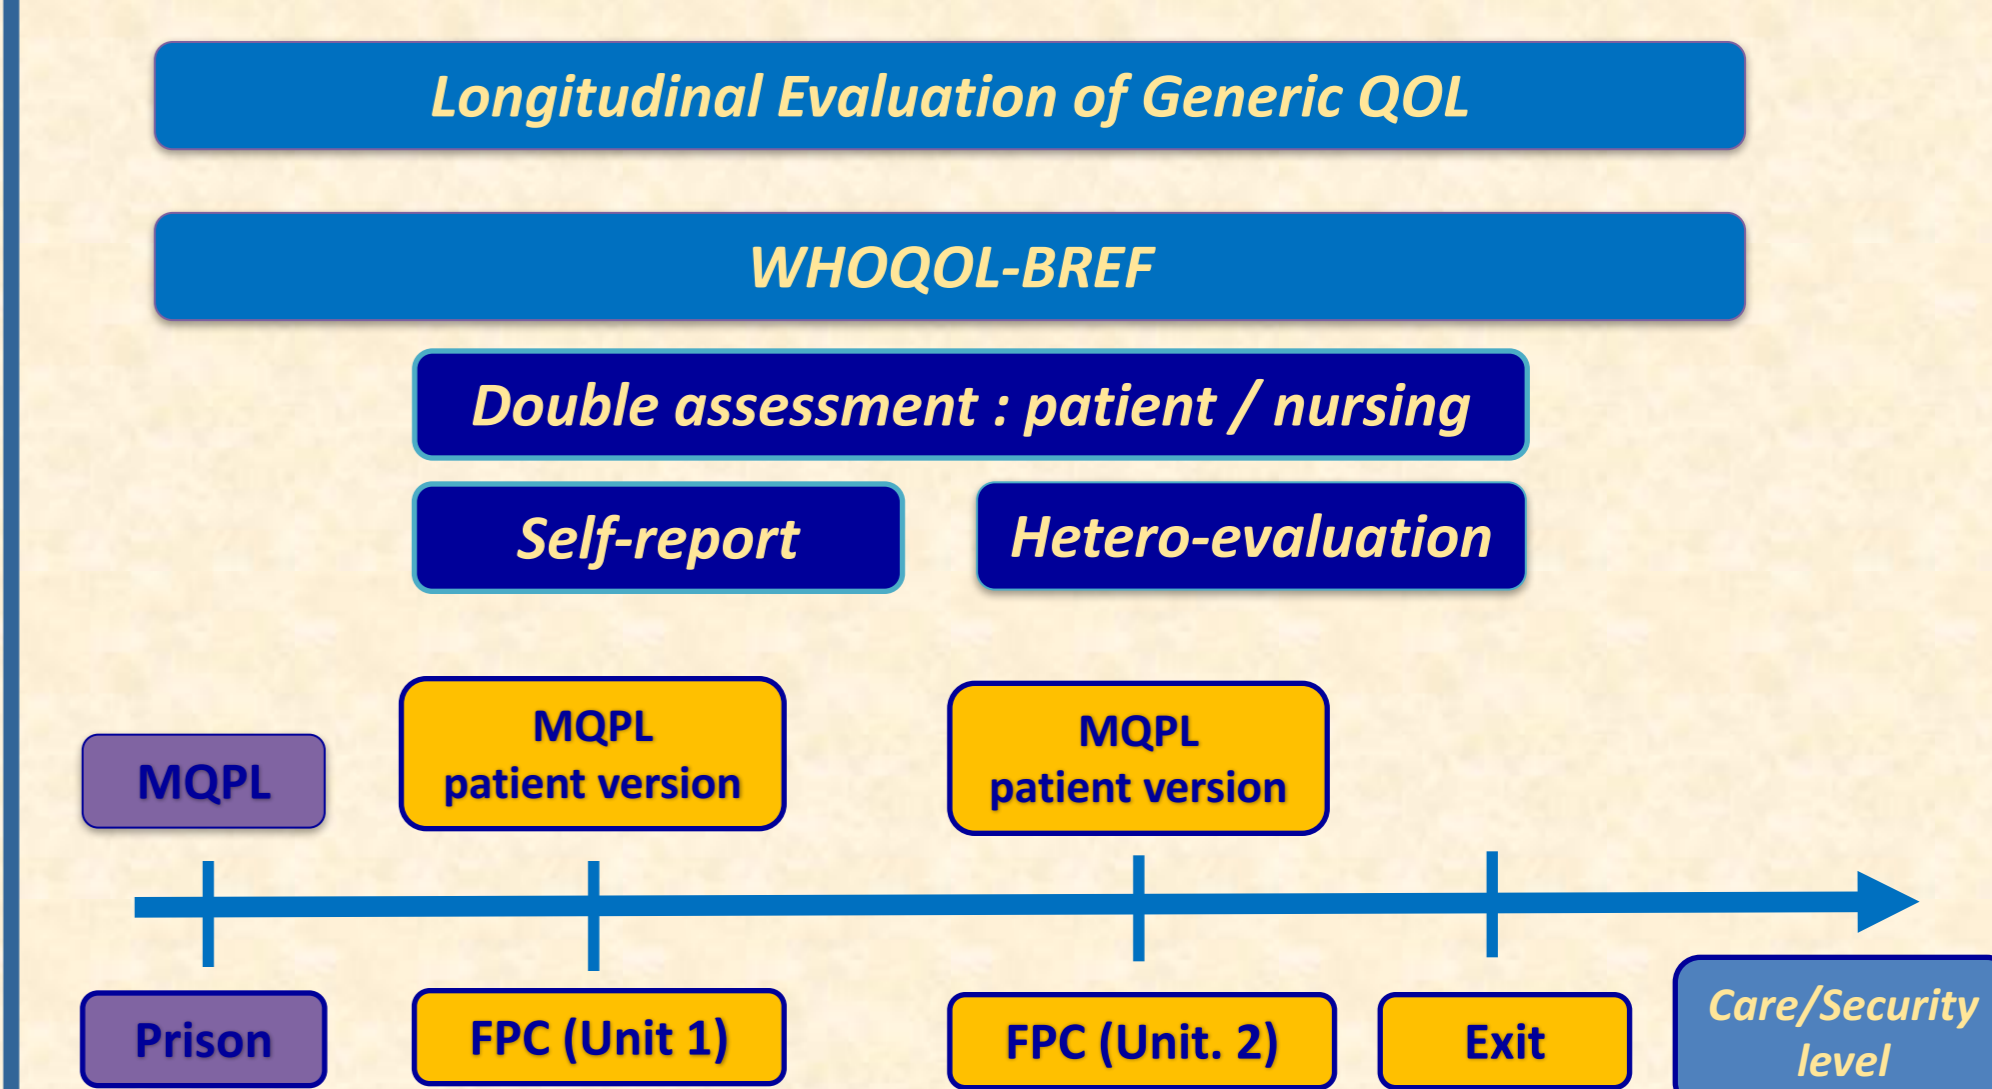 Longitudinal Evaluation of Generic QOL
WHOQOL-BREF
Double assessment : patient / nursing
Self-report
Hetero-evaluation
MQPL
MQPL
patient version
MQPL
patient version
Prison
FPC (Unit 1)
FPC (Unit. 2)
Exit
Care/Security
level